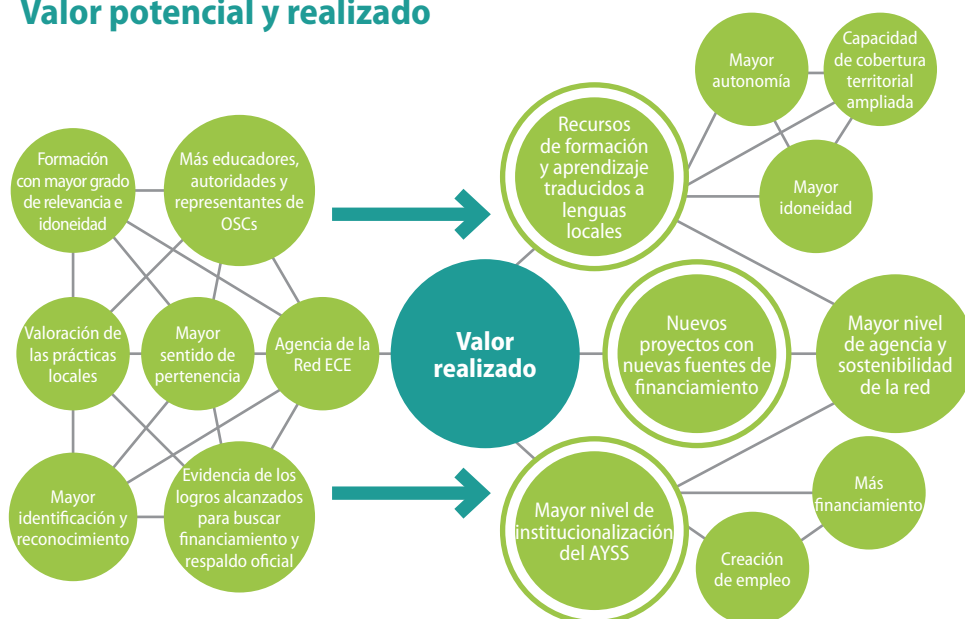 Valor potencial y realizado
Formación
con mayor grado
de relevancia e
idoneidad
Más educadores,
autoridades y
representantes de
OSCs
Valoración de
las prácticas
locales
Mayor
sentido de
pertenencia
Agencia de la
Red ECE
Mayor
identificación y
reconocimiento
Evidencia de los
logros alcanzados
para buscar
financiamiento y
respaldo oficial
Valor
realizado
Recursos
de formación
y aprendizaje
traducidos a
lenguas
locales
Mayor
autonomía
Capacidad
de cobertura
territorial
ampliada
Mayor
idoneidad
Nuevos
proyectos con
nuevas fuentes de
financiamiento
Mayor nivel
de agencia y
sostenibilidad
de la red
Mayor nivel de
institucionalización
del AYSS
Más
financiamiento
Creación
de empleo